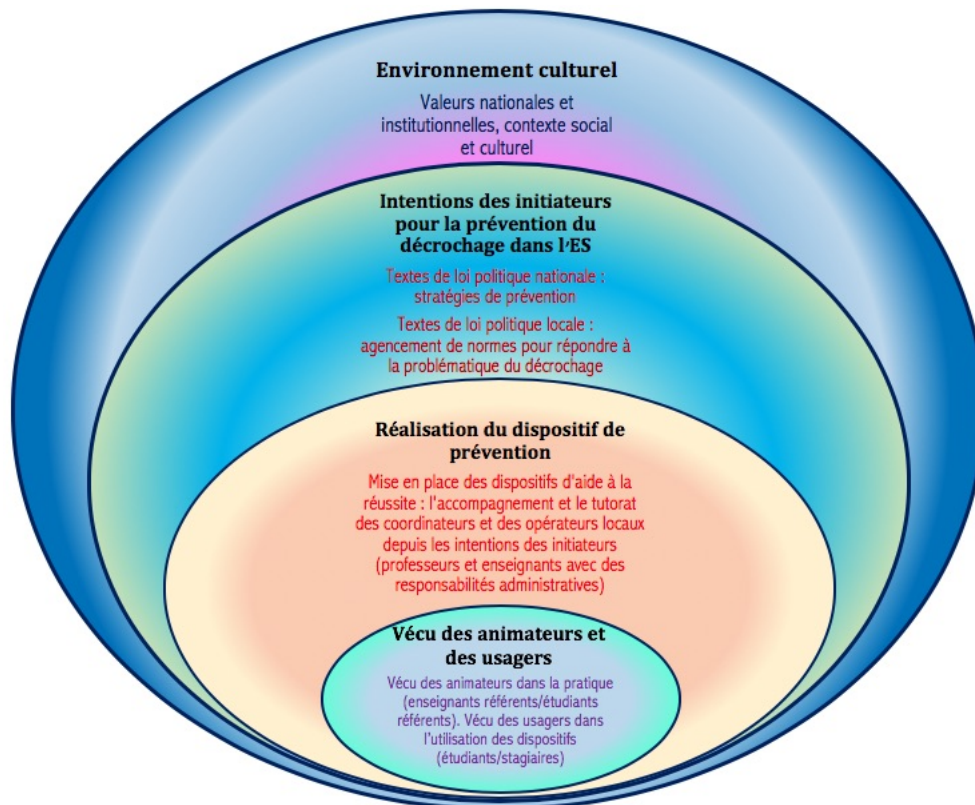 Environnement culturel
Valeurs nationales et
institutionnelles, contexte social
et culturel
Intentions des initiateurs
pour la prévention du
décrochage dans l'ES
Textes de loi politique nationale :
stratégies de prévention
Textes de loi politique locale :
agencement de normes pour répondre à
la problématique du décrochage
Réalisation du dispositif de
prévention
Mise en place des dispositifs d'aide à la
réussite : l'accompagnement et le tutorat
des coordinateurs et des opérateurs locaux
depuis les intentions des initiateurs
(professeurs et enseignants avec des
responsabilités administratives)
Vécu des animateurs et
des usagers
Vécu des animateurs dans la pratique
(enseignants référents/étudiants
référents). Vécu des usagers dans
l'utilisation des dispositifs
(étudiants/stagiaires)